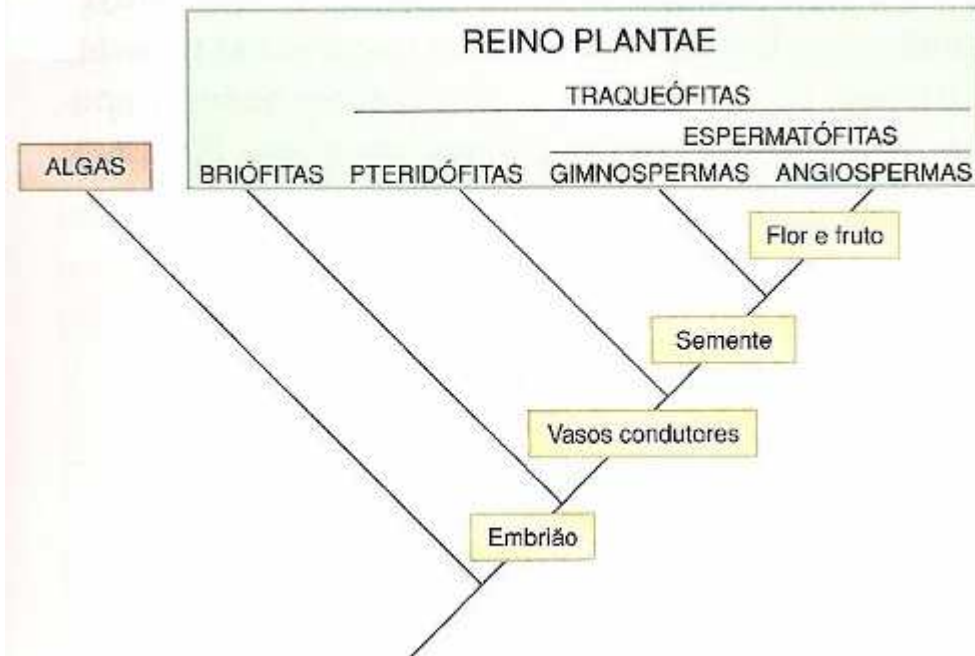 REINO PLANTAE
TRAQUEÓFITAS
ESPERMATÓFITAS
ALGAS
BRIÓFITAS PTERIDÓFITAS GIMNOSPERMAS ANGIOSPERMAS
Flor e fruto
Semente
Vasos condutores
Embrião